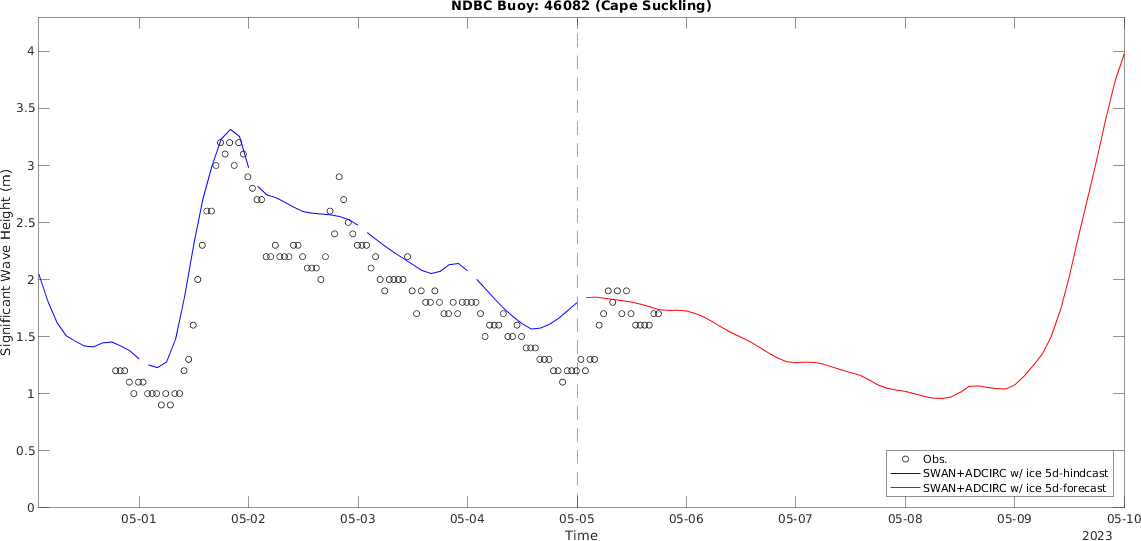 NDBC Buoy: 46082 (Cape Suckling)
Significant Wave Height (m)
4
3.5
3
2.5
2
1.5
1
0.5
0
Obs.
SWAN+ADCIRC w/ ice 5d-hindcast
SWAN+ADCIRC w/ ice 5d-forecast
05-01 05-02 05-03 05-04 05-05 05-06 05-07 05-08 05-09 05-10
Time
2023